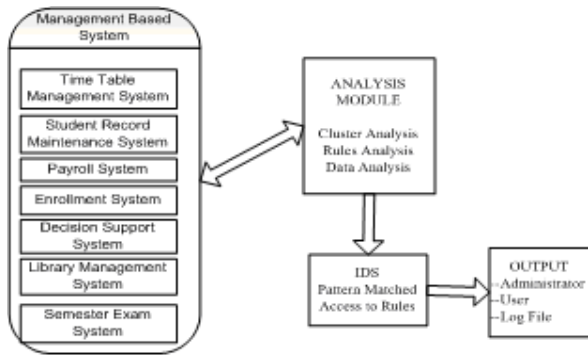 Management Based
System
Time Table
Management System
Student Record
Maintenance System
Payroll System
Enrollment System
Decision Support
System
Library Management
System
Semester Exam
System
ANALYSIS
MODULE
Cluster Analysis
Rules Analysis
Data Analysis
IDS
Pattern Matched
Access to Rules
OUTPUT
--Administrator
--User
--Log File